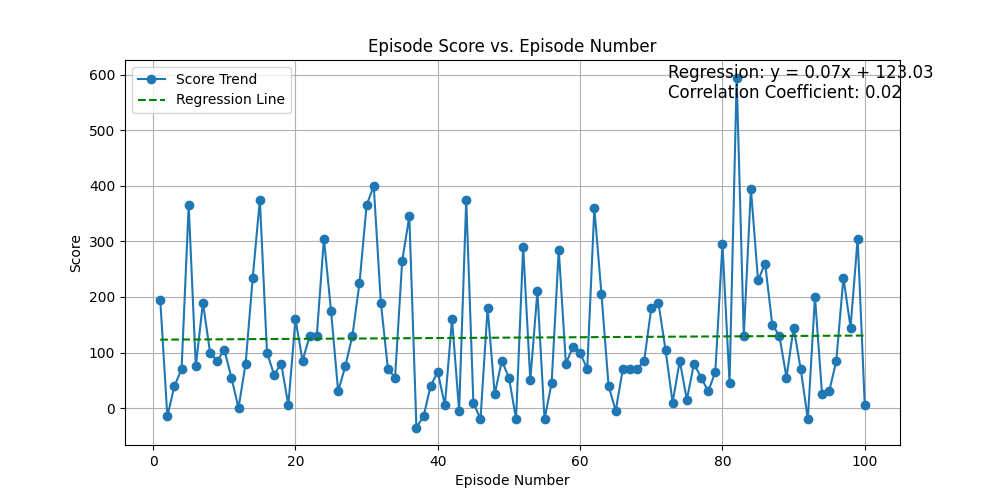 Episode Score vs. Episode Number
Score Trend
Regression Line
Regression: y = 0.07x + 123.03
Correlation Coefficient: 0.02
600
500
400
300
200
100
0
Score
0 20 40 60 80 100
Episode Number